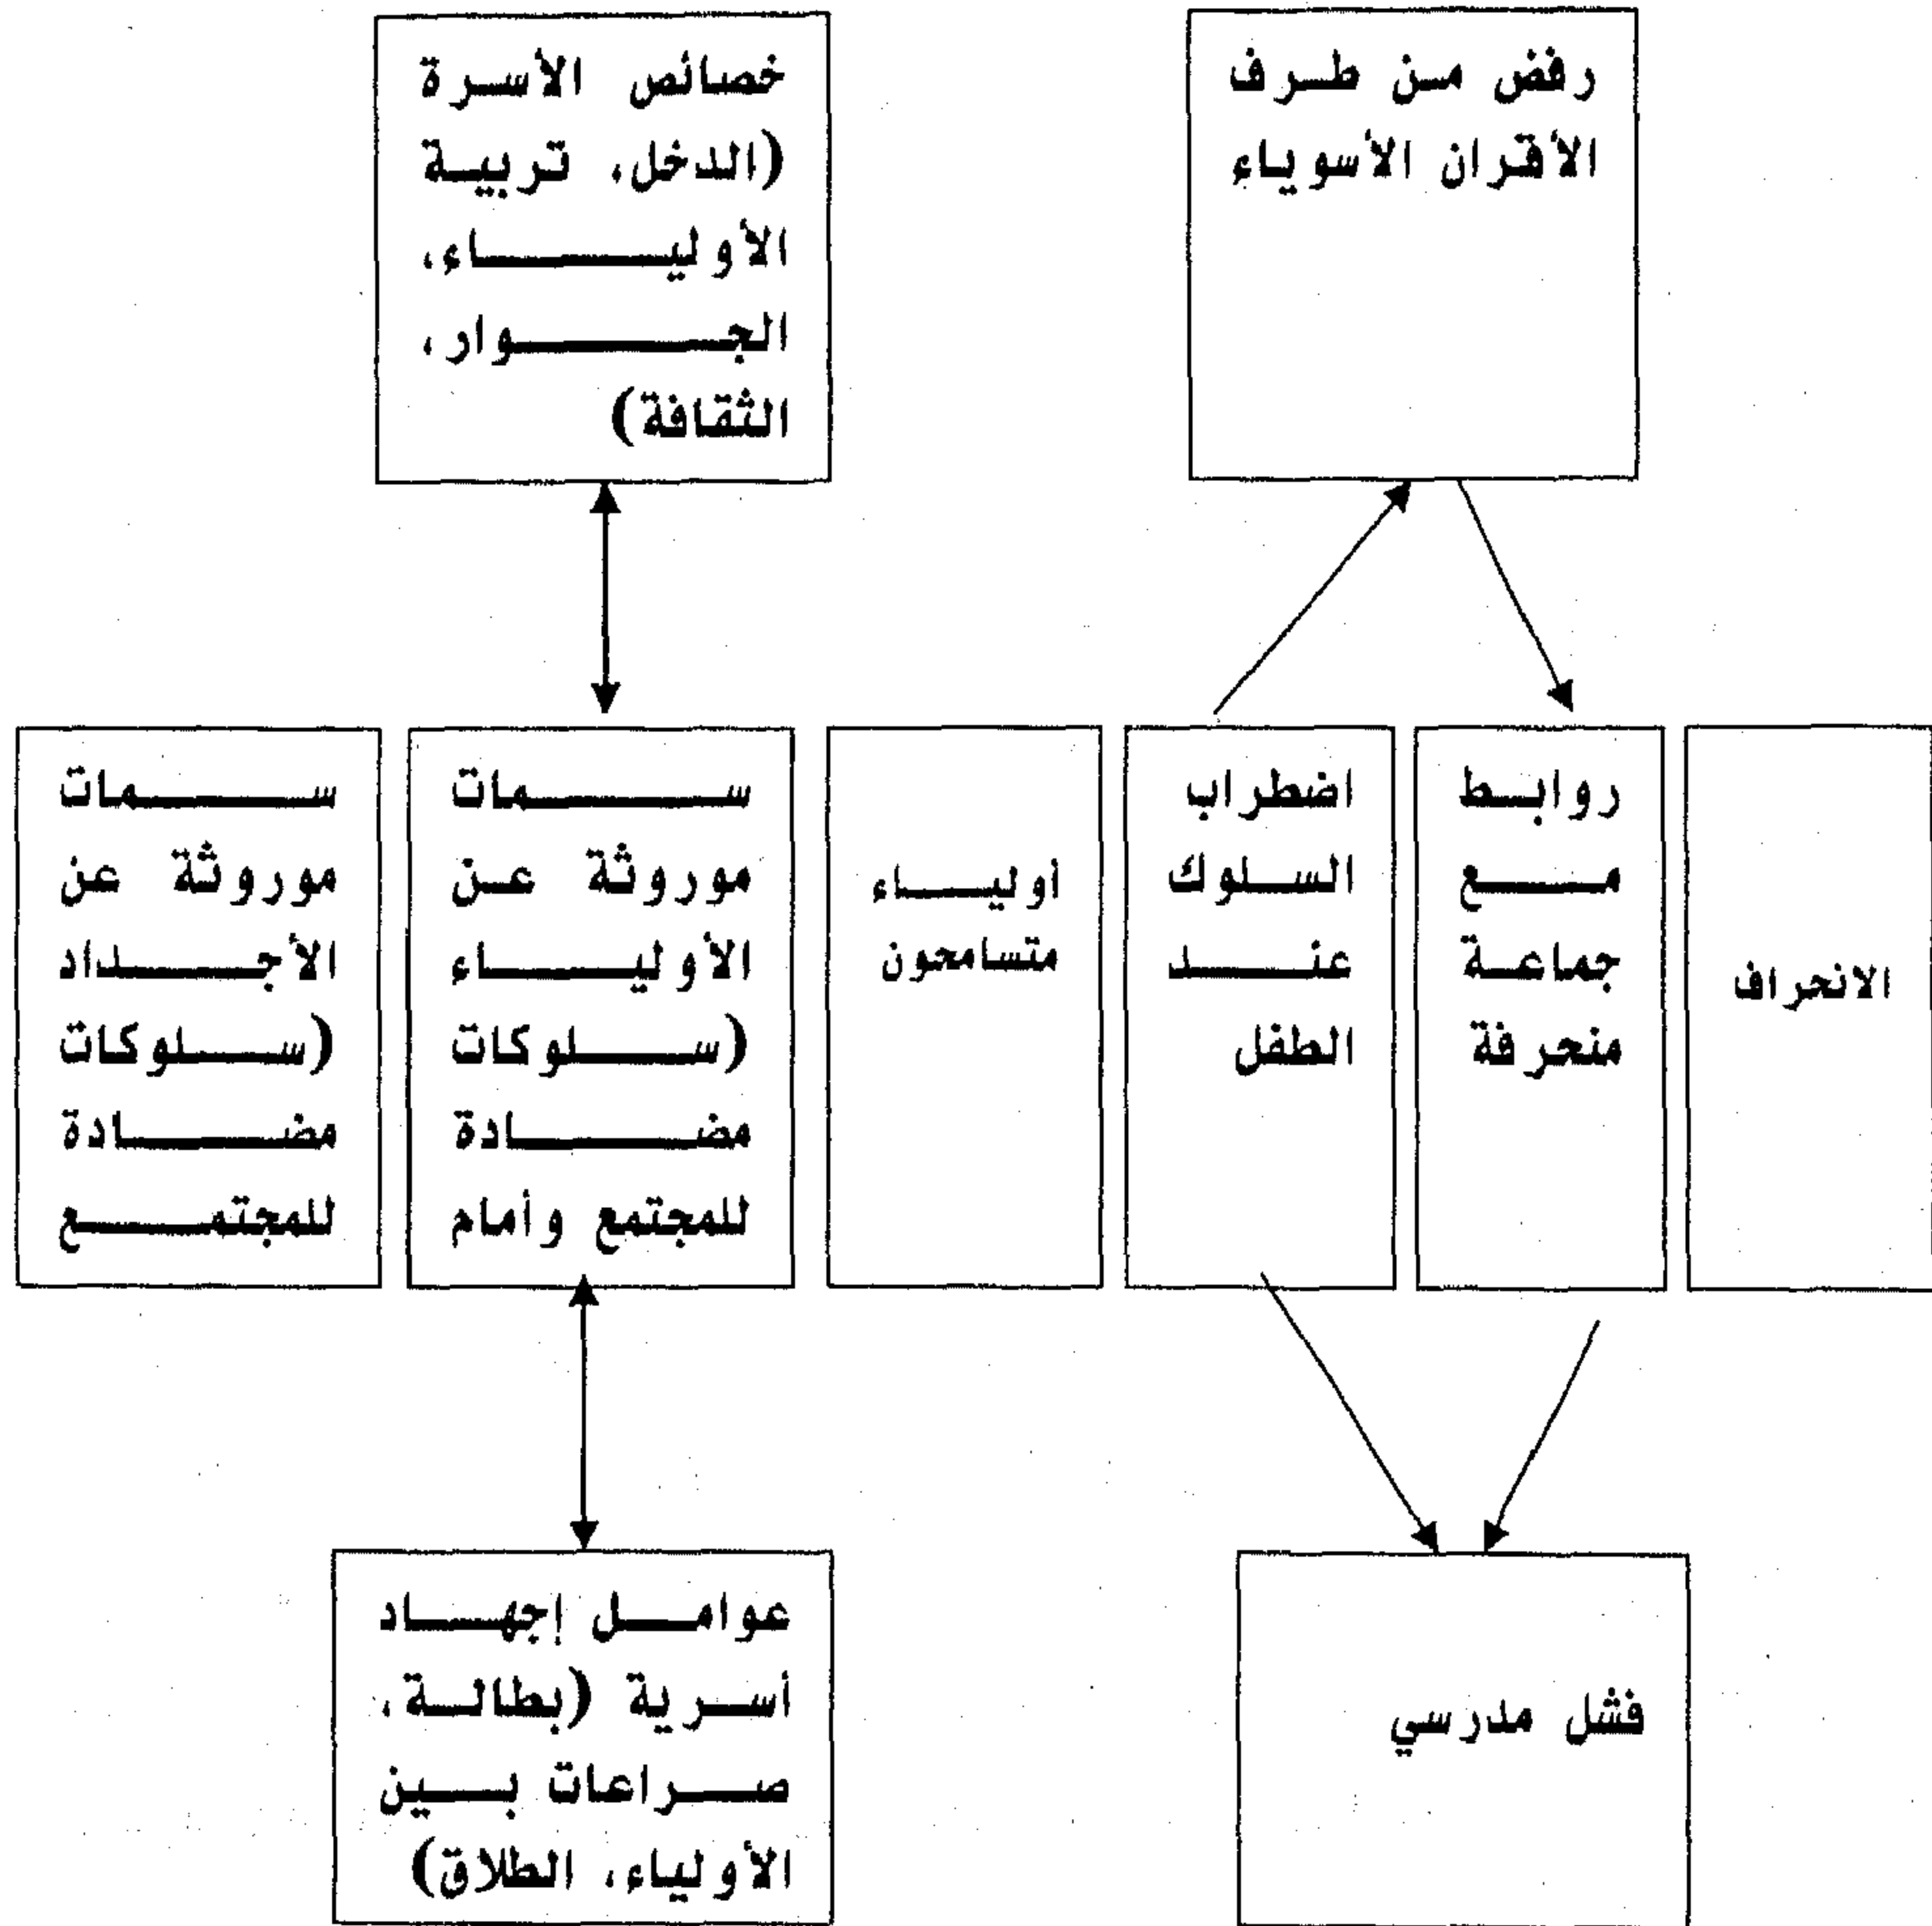 رفض من طرف
الأقران الأسوياء
خصائص الأسرة
(الدخل، تربية
الأولياء،
الجوار،
الثقافة)
الانحراف
روابط
مع
جماعة
منحرفة
اضطراب
السلوك
عند
الطفل
أولياء
متسامحون
سمات
موروثة عن
الأولياء
(سلوكات
مضادة
للمجتمع وأمام
سمات
موروثة عن
الأجداد
(سلوكات
مضادة
للمجتمع
فشل مدرسي
عوامل إجهاد
أسرية (بطالة،
صراعات بين
الأولياء، الطلاق)